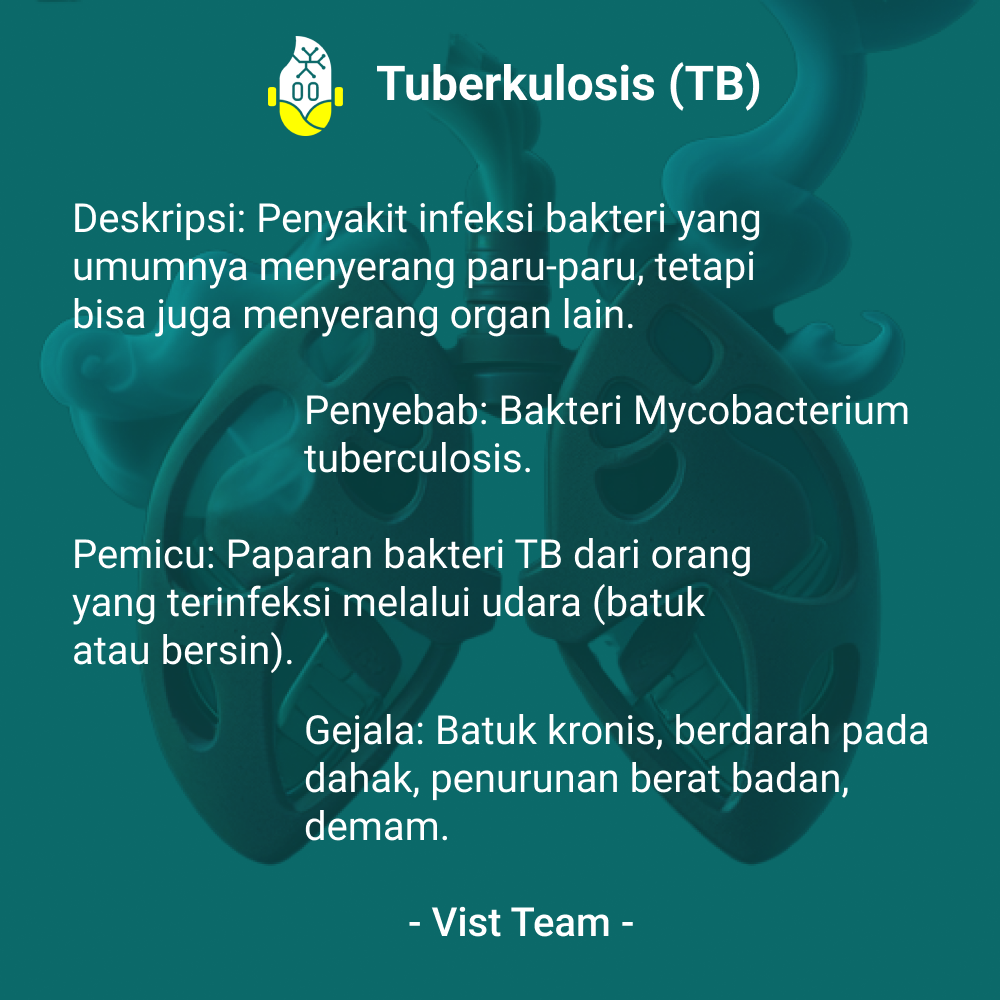 Tuberkulosis (TB)
Deskripsi: Penyakit infeksi bakteri yang
umumnya menyerang paru-paru, tetapi
bisa juga menyerang organ lain.
Penyebab: Bakteri Mycobacterium
tuberculosis.
Pemicu: Paparan bakteri TB dari orang
yang terinfeksi melalui udara (batuk
atau bersin).
Gejala: Batuk kronis, berdarah pada
dahak, penurunan berat badan,
demam.
- Vist Team -